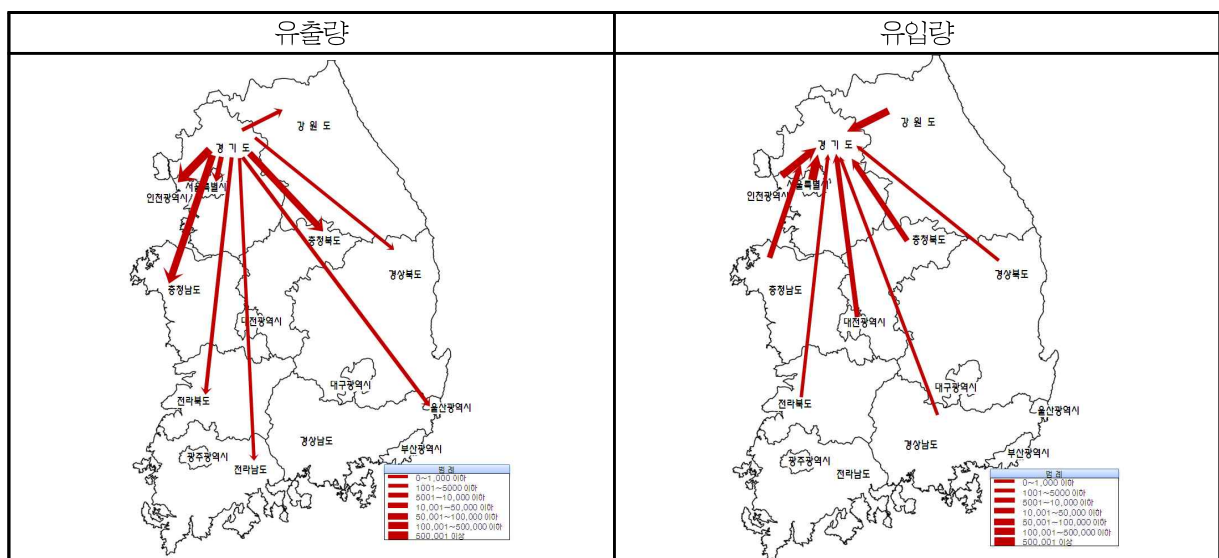 유출량
유입량
강 원 도
경 기 도
서울특별시
인천광역시
충청북도
경상북도
충청남도
대전광역시
대구광역시
전라북도
울산광역시
경상남도
부산광역시
광주광역시
전라남도
범 례
0~1,000 이하
1001~5000 이하
5001~10,000 이하
10,001~50,000 이하
50,001~100,000 이하
100,001~500,000 이하
500,001 이상
강 원 도
경 기 도
서울특별시
인천광역시
충청북도
경상북도
충청남도
대전광역시
대구광역시
전라북도
울산광역시
경상남도
부산광역시
광주광역시
전라남도
범 례
0~1,000 이하
1001~5000 이하
5001~10,000 이하
10,001~50,000 이하
50,001~100,000 이하
100,001~500,000 이하
500,001 이상